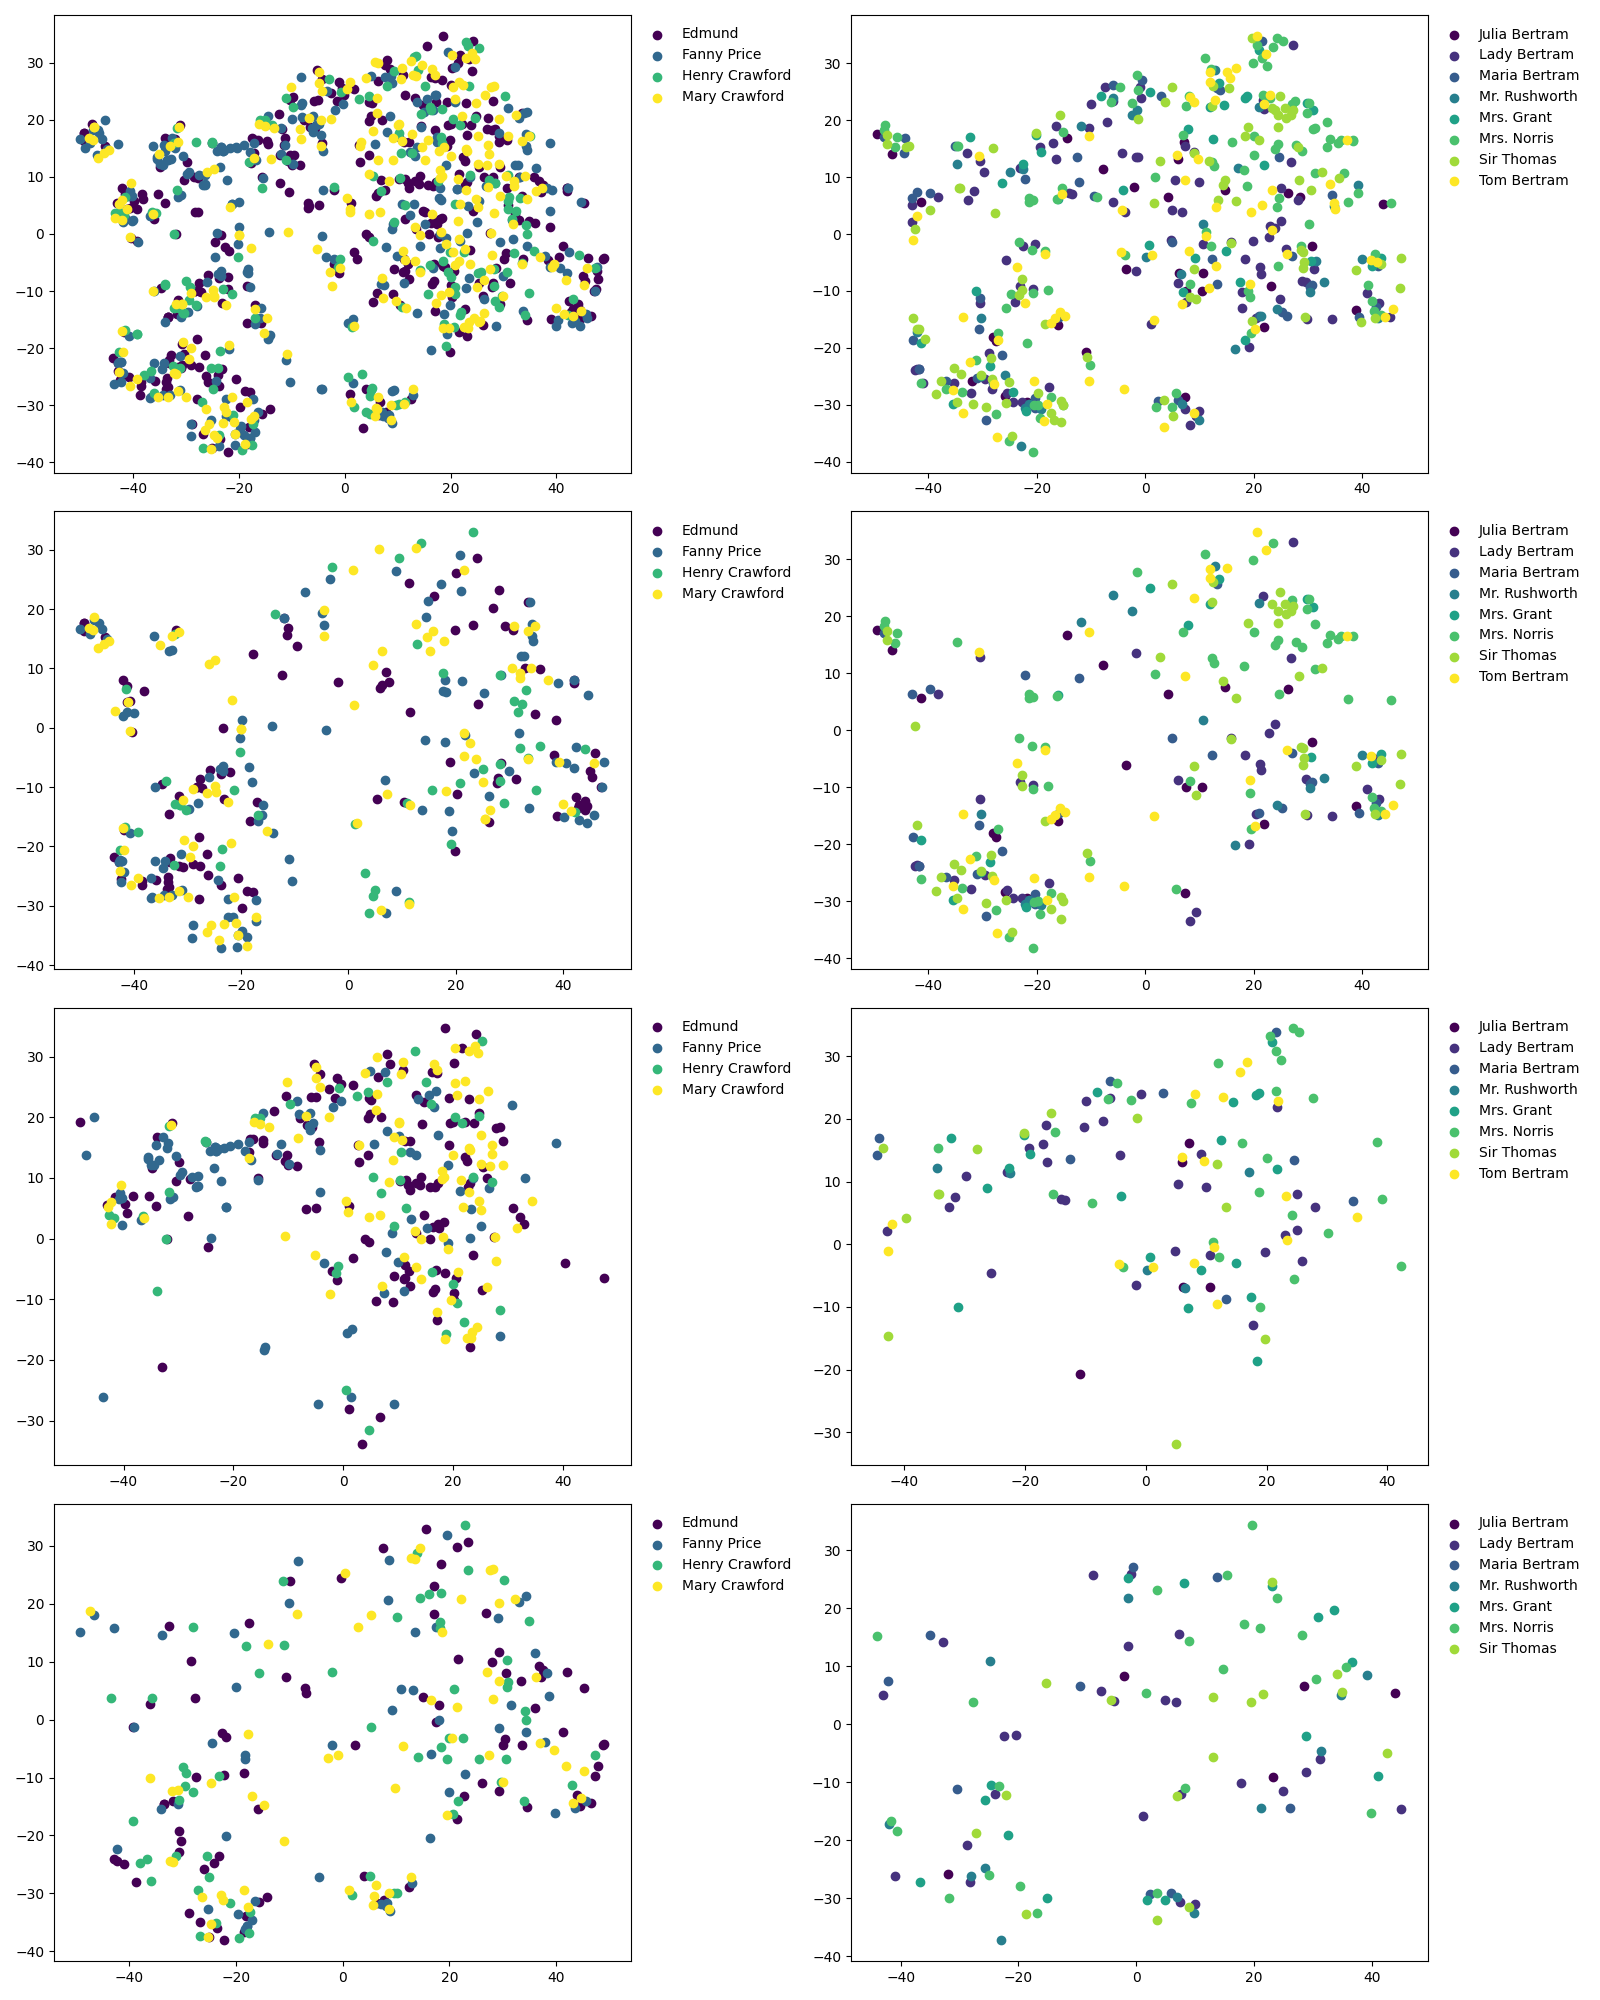 Edmund
Fanny Price
Henry Crawford
Mary Crawford
30
20
10
0
−10
−20
−30
−40
−40 −20 0 20 40
Julia Bertram
Lady Bertram
Maria Bertram
Mr. Rushworth
Mrs. Grant
Mrs. Norris
Sir Thomas
Tom Bertram
30
20
10
0
−10
−20
−30
−40
−40 −20 0 20 40
Edmund
Fanny Price
Henry Crawford
Mary Crawford
30
20
10
0
−10
−20
−30
−40
−40 −20 0 20 40
Julia Bertram
Lady Bertram
Maria Bertram
Mr. Rushworth
Mrs. Grant
Mrs. Norris
Sir Thomas
Tom Bertram
30
20
10
0
−10
−20
−30
−40
−40 −20 0 20 40
Edmund
Fanny Price
Henry Crawford
Mary Crawford
30
20
10
0
−10
−20
−30
−40 −20 0 20 40
Julia Bertram
Lady Bertram
Maria Bertram
Mr. Rushworth
Mrs. Grant
Mrs. Norris
Sir Thomas
Tom Bertram
30
20
10
0
−10
−20
−30
−40 −20 0 20 40
Edmund
Fanny Price
Henry Crawford
Mary Crawford
30
20
10
0
−10
−20
−30
−40
−40 −20 0 20 40
Julia Bertram
Lady Bertram
Maria Bertram
Mr. Rushworth
Mrs. Grant
Mrs. Norris
Sir Thomas
30
20
10
0
−10
−20
−30
−40
−40 −20 0 20 40